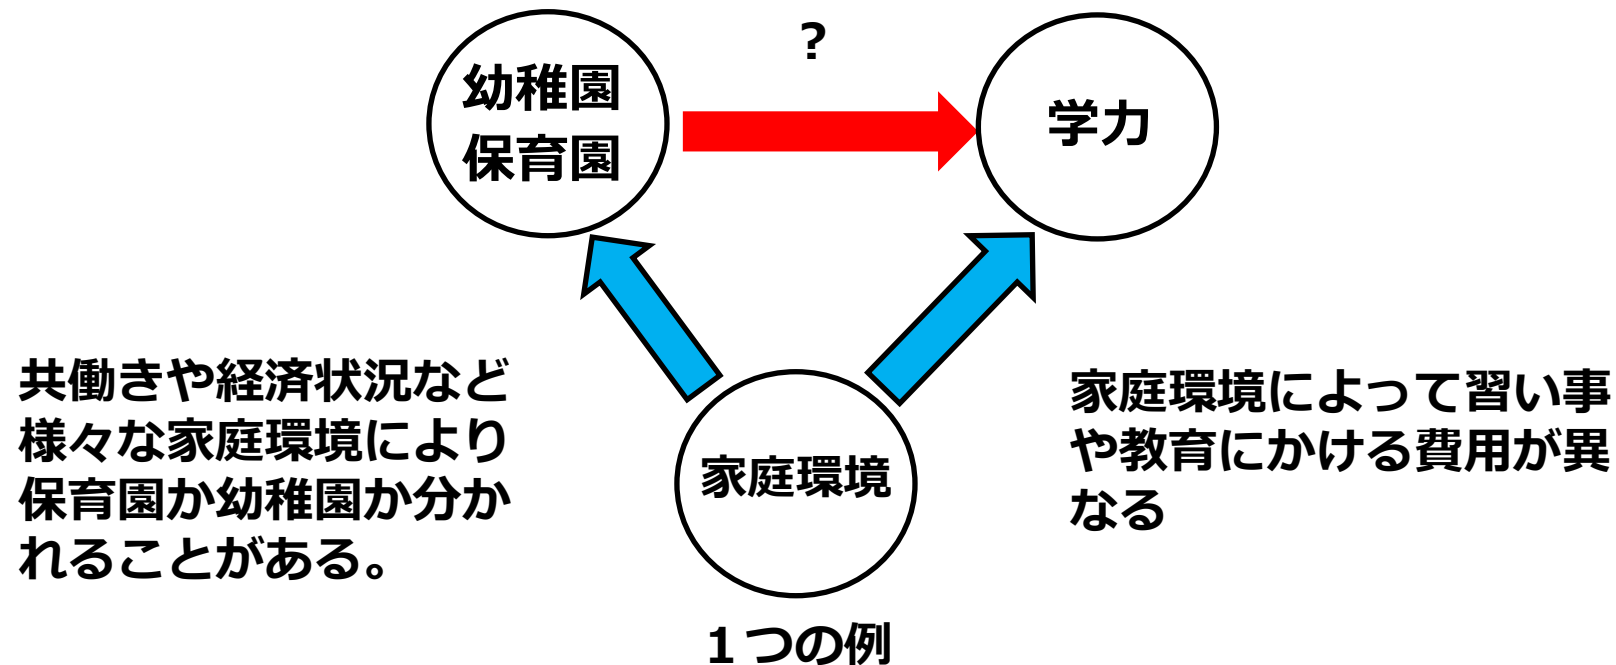 ?
幼稚園
保育園
学力
共働きや経済状況など
様々な家庭環境により
保育園か幼稚園か分か
れることがある。
家庭環境
家庭環境によって習い事
や教育にかける費用が異
なる
1つの例